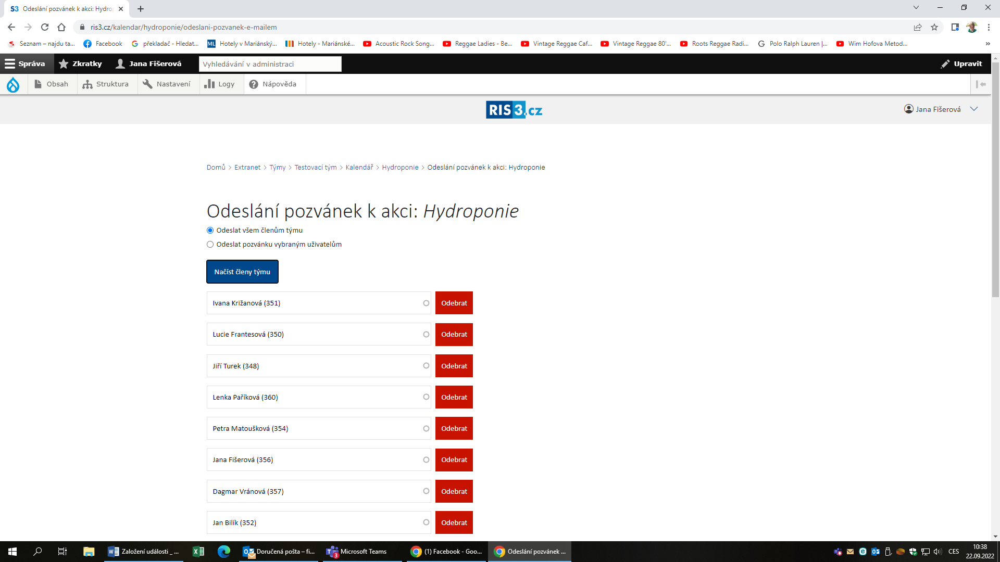 S3 Odeslání pozvánek k akci: Hydro
ris3.cz/kalendar/hydroponie/odeslani-pozvanek-e-mailem
Seznam – najdu ta... Facebook překladač - Hledat... ML Hotely v Mariánský... Hotely - Mariánské... Acoustic Rock Song... Reggae Ladies - Be... Vintage Reggae Caf... Vintage Reggae 80'... Roots Reggae Radi... Polo Ralph Lauren |... Wim Hofova Metod...
Správa Zkratky Jana Fišerová Vyhledávání v administraci Upravit
Obsah Struktura Nastavení Logy Nápověda
RIS3.cz Jana Fišerová
Domů > Extranet > Týmy > Testovací tým > Kalendář > Hydroponie > Odeslání pozvánek k akci: Hydroponie
Odeslání pozvánek k akci: Hydroponie
Odeslat všem členům týmu
Odeslat pozvánku vybraným uživatelům
Načíst členy týmu
Ivana Križanová (351) Odebrat
Lucie Frantesová (350) Odebrat
Jiří Turek (348) Odebrat
Lenka Paříková (360) Odebrat
Petra Matoušková (354) Odebrat
Jana Fišerová (356) Odebrat
Dagmar Vránová (357) Odebrat
Jan Bilík (352) Odebrat
Založení události _ ... Doručená pošta – fi... 3 Microsoft Teams (1) Facebook - Goo... Odeslání pozvánek ... CES 10:38
22.09.2022